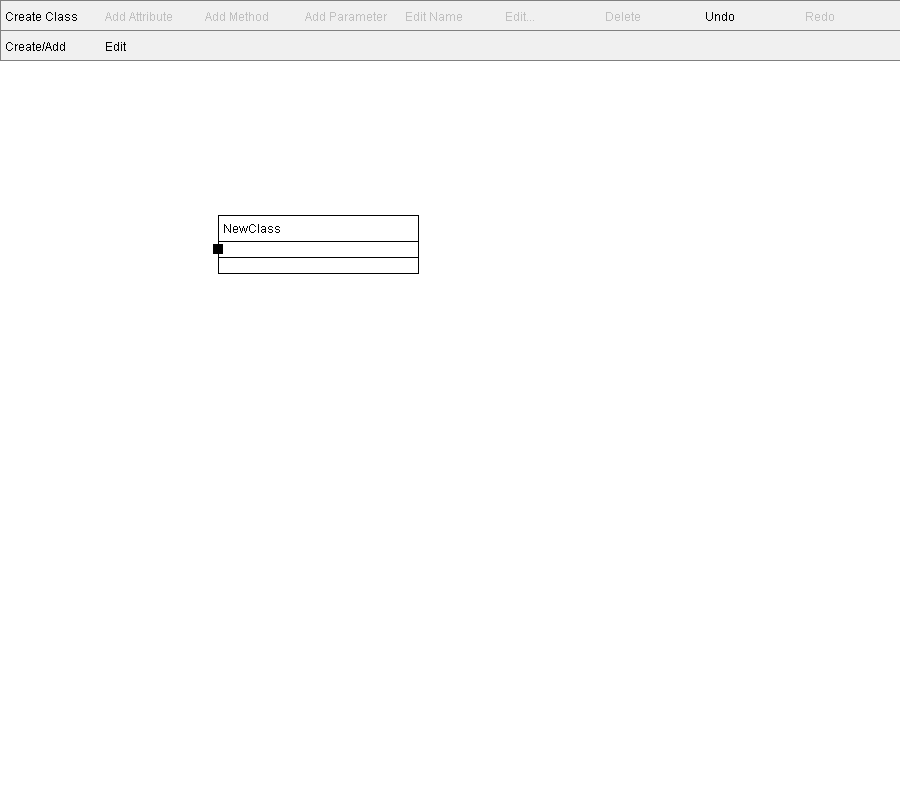 Create Class Add Attribute Add Method Add Parameter Edit Name Edit... Delete Undo Redo
Create/Add Edit
NewClass